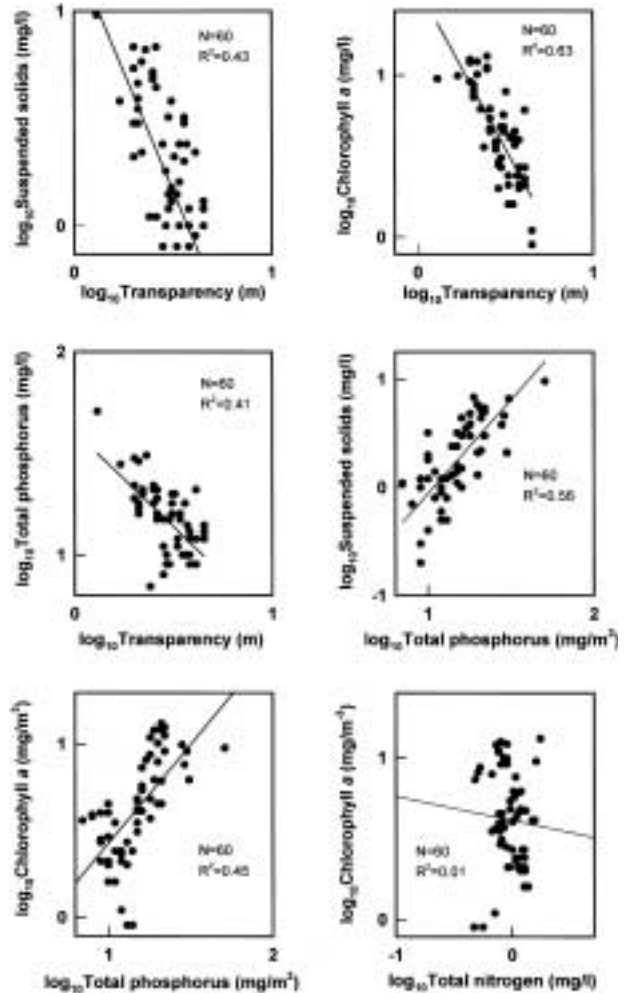 1
0
log₁₀Suspended solids (mg/l)
N=60
R²=0.43
0
1
log₁₀Transparency (m)
1
0
log₁₀Chlorophyll a (mg/l)
N=60
R²=0.63
0
1
log₁₀Transparency (m)
2
1
log₁₀Total phosphorus (mg/l)
N=60
R²=0.41
0
1
log₁₀Transparency (m)
1
0
-1
log₁₀Suspended solids (mg/l)
N=60
R²=0.56
1
2
log₁₀Total phosphorus (mg/m³)
1
0
log₁₀Chlorophyll a (mg/m³)
N=60
R²=0.45
1
2
log₁₀Total phosphorus (mg/m³)
1
0
log₁₀Chlorophyll a (mg/m⁻³)
N=60
R²=0.01
-1
0
log₁₀Total nitrogen (mg/l)